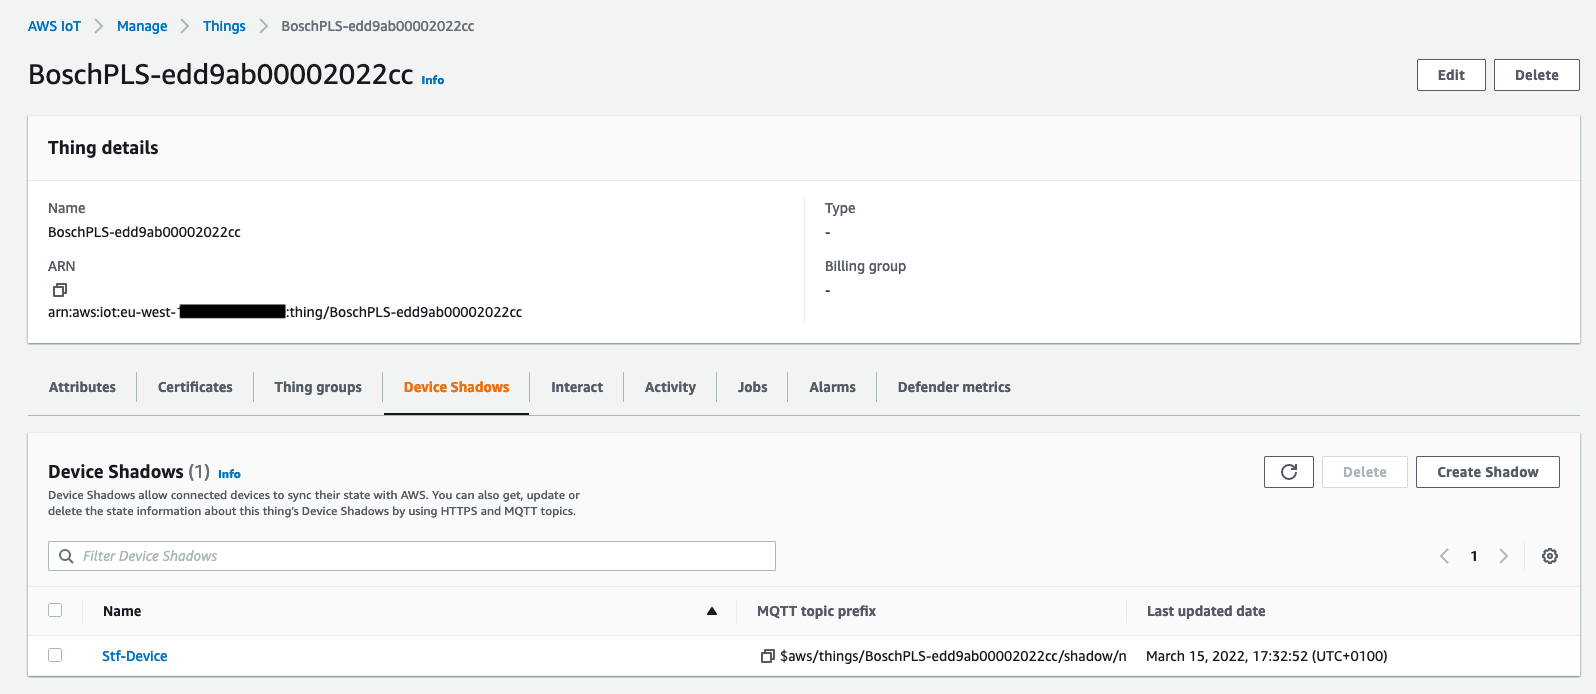 AWS IoT Manage Things BoschPLS-edd9ab00002022cc
BoschPLS-edd9ab00002022cc Info
Edit Delete
Thing details
Name
BoschPLS-edd9ab00002022cc
ARN
arn:aws:iot:eu-west- :thing/BoschPLS-edd9ab00002022cc
Type
-
Billing group
-
Attributes Certificates Thing groups Device Shadows Interact Activity Jobs Alarms Defender metrics
Device Shadows (1) Info
Device Shadows allow connected devices to sync their state with AWS. You can also get, update or
delete the state information about this thing's Device Shadows by using HTTPS and MQTT topics.
Delete Create Shadow
Filter Device Shadows
1
Name MQTT topic prefix Last updated date
Stf-Device $aws/things/BoschPLS-edd9ab00002022cc/shadow/n March 15, 2022, 17:32:52 (UTC+0100)